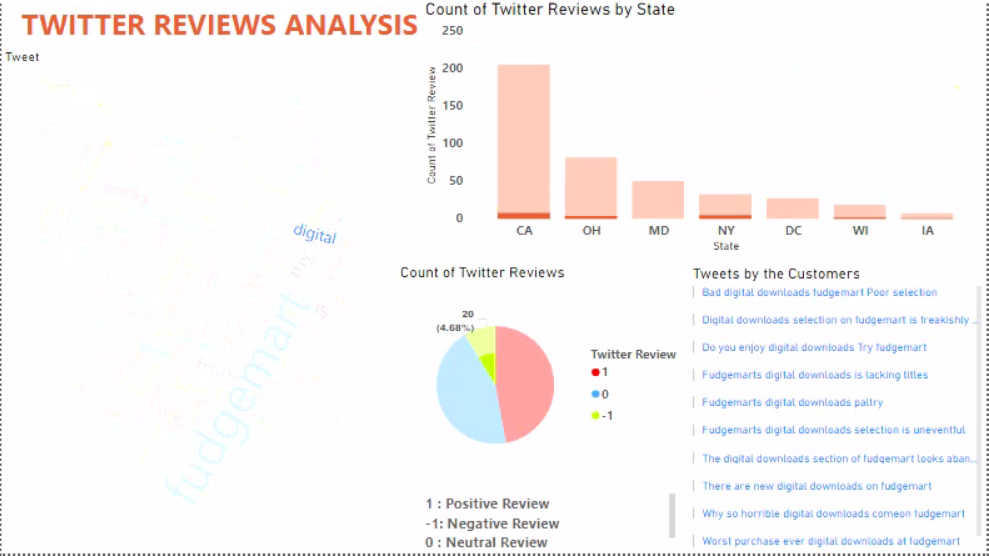 TWITTER REVIEWS ANALYSIS
Tweet
digital
my
is
fudgemart
Count of Twitter Reviews by State
Count of Twitter Review
250
200
150
100
50
0
CA OH MD NY DC WI IA
State
Count of Twitter Reviews
20
(4.68%)
Twitter Review
1
0
-1
1 : Positive Review
-1: Negative Review
0 : Neutral Review
Tweets by the Customers
Bad digital downloads fudgemart Poor selection
Digital downloads selection on fudgemart is freakishly ...
Do you enjoy digital downloads Try fudgemart
Fudgemarts digital downloads is lacking titles
Fudgemarts digital downloads paltry
Fudgemarts digital downloads selection is uneventful
The digital downloads section of fudgemart looks aban...
There are new digital downloads on fudgemart
Why so horrible digital downloads comeon fudgemart
Worst purchase ever digital downloads at fudgemart